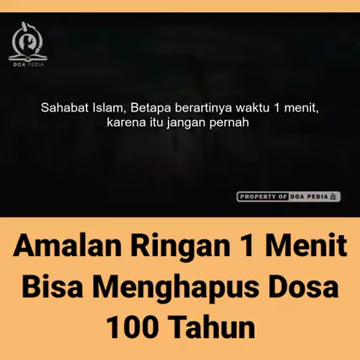 DOA PEDIA
Sahabat Islam, Betapa berartinya waktu 1 menit,
karena itu jangan pernah
PROPERTY OF DOA PEDIA
Amalan Ringan 1 Menit
Bisa Menghapus Dosa
100 Tahun